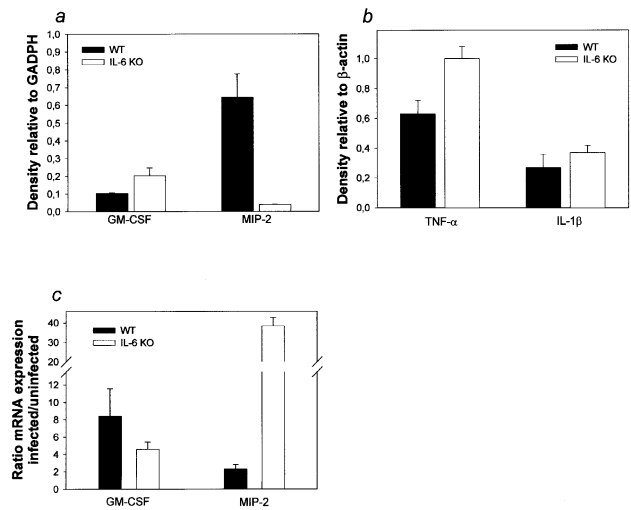 a
Density relative to GADPH
1,0
0,9
0,8
0,7
0,6
0,5
0,4
0,3
0,2
0,1
0,0
WT
IL-6 KO
GM-CSF
MIP-2
b
Density relative to β-actin
1,0
0,8
0,6
0,4
0,2
0,0
WT
IL-6 KO
TNF-α
IL-1β
c
Ratio mRNA expression
infected/uninfected
40
30
20
12
10
8
6
4
2
0
WT
IL-6 KO
GM-CSF
MIP-2